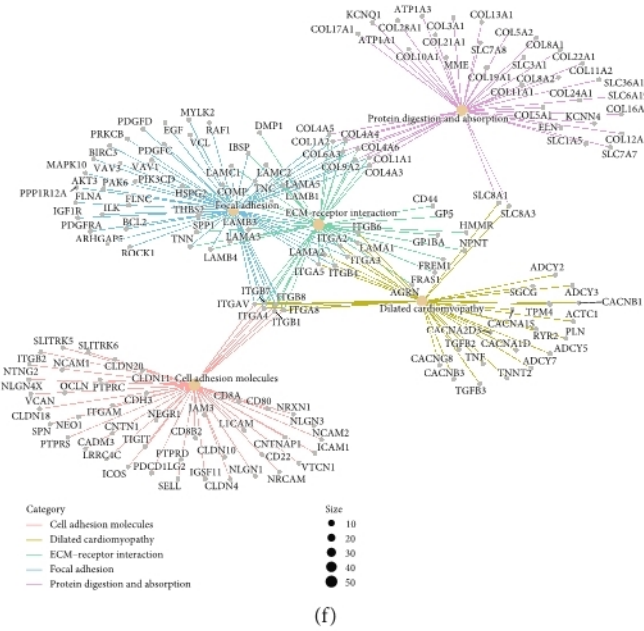 KCNQ1
ATP1A3
COL13A1
COL17A1
COL28A1
COL3A1
COL5A2
ATP1A1
COL21A1
SLC7A8
COL8A1
COL10A1
MME
SLC3A1
COL22A1
COL19A1
COL8A2
COL11A2
SLC36A1
COL11A1
COL24A1
SLC6A1
COL16A
Protein digestion and absorption
COL5A1
KCNN4
ELN
COL12A
SLC1A5
SLC7A7
MYLK2
PDGFD
EGF
RAF1
DMP1
COL4A5
COL4A4
PRKCB
VCL
IBSP
COL1A2
COL4A6
BIRC3
PDGFC
COL6A3
COL1A1
MAPK10
VAV3
VAV1
LAMC1
LAMC2
COL9A2
COL4A3
AKT3
PAK6
PIK3CD
TNC
LAMA5
PPP1R12A
FLNA
FLNC
HSPG2
COMP
LAMB1
CD44
SLC8A1
IGF1R
ILK
THBS3
Focal adhesion
ECM-receptor interaction
GP5
SLC8A3
PDGFRA
BCL2
SPP1
LAMB3
ITGB6
HMMR
ARHGAP5
TNN
LAMA3
ITGA2
LAMA1
GP1BA
NPNT
ROCK1
LAMB4
LAMA2
ITGA3
FREM1
ITGA5
ITGB4
FRAS1
ADCY2
ITGB7
ITGB8
AGRN
SGCG
ADCY3
ITGAV
ITGA8
Dilated cardiomyopathy
TPM4
CACNB1
ITGA4
ITGB1
CACNA1S
ACTC1
CACNA2D3
RYR2
PLN
TGFB2
CACNA1D
ADCY5
CACNG8
TNF
ADCY7
CACNB3
TNNT2
TGFB3
SLITRK5
SLITRK6
ITGB2
NCAM1
CLDN20
NTNG2
CLDN11
Cell adhesion molecules
NLGN4X
OCLN
PTPRC
VCAN
CDH3
CD8A
CD80
NRXN1
CLDN18
ITGAM
NEGR1
JAM3
NLGN3
SPN
NEO1
CNTN1
L1CAM
NCAM2
PTPRS
CADM3
TIGIT
CD8B2
CNTNAP1
ICAM1
LRRC4C
PTPRD
CLDN10
CD22
VTCN1
ICOS
PDCD1LG2
IGSF11
NLGN1
NRCAM
SELL
CLDN4
Category
Cell adhesion molecules
Dilated cardiomyopathy
ECM-receptor interaction
Focal adhesion
Protein digestion and absorption
Size
10
20
30
40
50
(f)